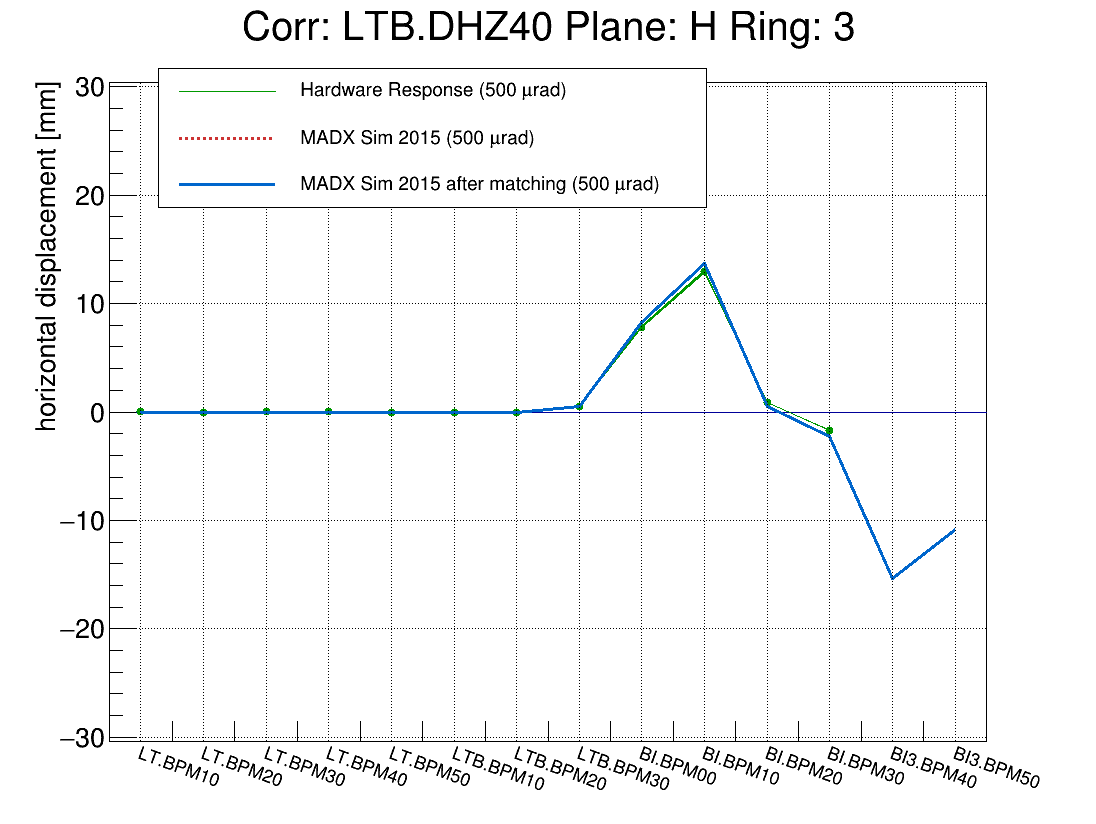 Corr: LTB.DHZ40 Plane: H Ring: 3
horizontal displacement [mm]
Hardware Response (500 μrad)
MADX Sim 2015 (500 μrad)
MADX Sim 2015 after matching (500 μrad)
30
20
10
0
−10
−20
−30
LT.BPM10
LT.BPM20
LT.BPM30
LT.BPM40
LT.BPM50
LTB.BPM10
LTB.BPM20
LTB.BPM30
BI.BPM00
BI.BPM10
BI.BPM20
BI.BPM30
BI3.BPM40
BI3.BPM50